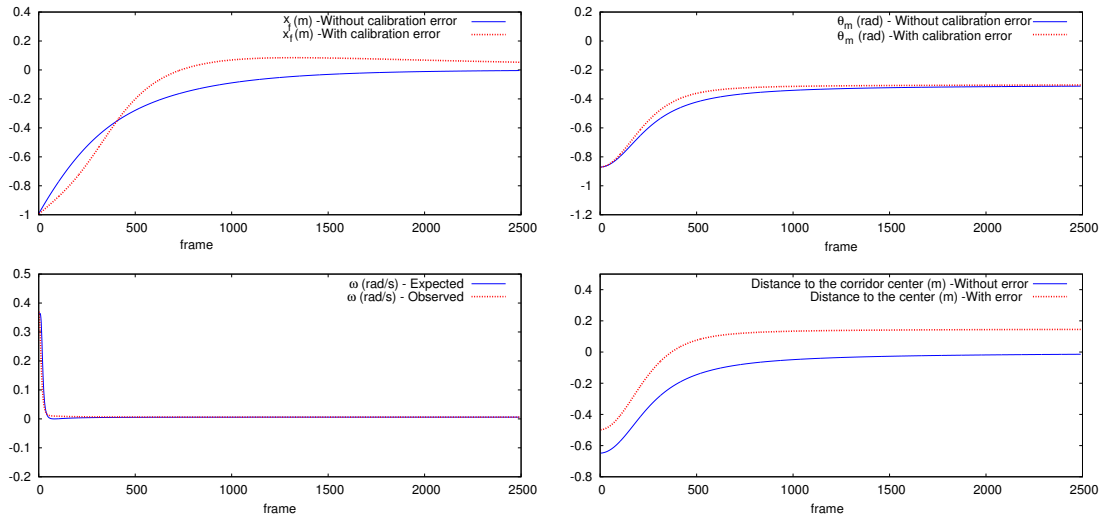 x_f (m) -Without calibration error
x_f (m) -With calibration error
0.4
0.2
0
-0.2
-0.4
-0.6
-0.8
-1
0 500 1000 1500 2000 2500
frame
θ_m (rad) - Without calibration error
θ_m (rad) -With calibration error
0.4
0.2
0
-0.2
-0.4
-0.6
-0.8
-1
-1.2
0 500 1000 1500 2000 2500
frame
ω (rad/s) - Expected
ω (rad/s) - Observed
0.5
0.4
0.3
0.2
0.1
0
-0.1
-0.2
0 500 1000 1500 2000 2500
frame
Distance to the corridor center (m) -Without error
Distance to the center (m) -With error
0.4
0.2
0
-0.2
-0.4
-0.6
-0.8
0 500 1000 1500 2000 2500
frame